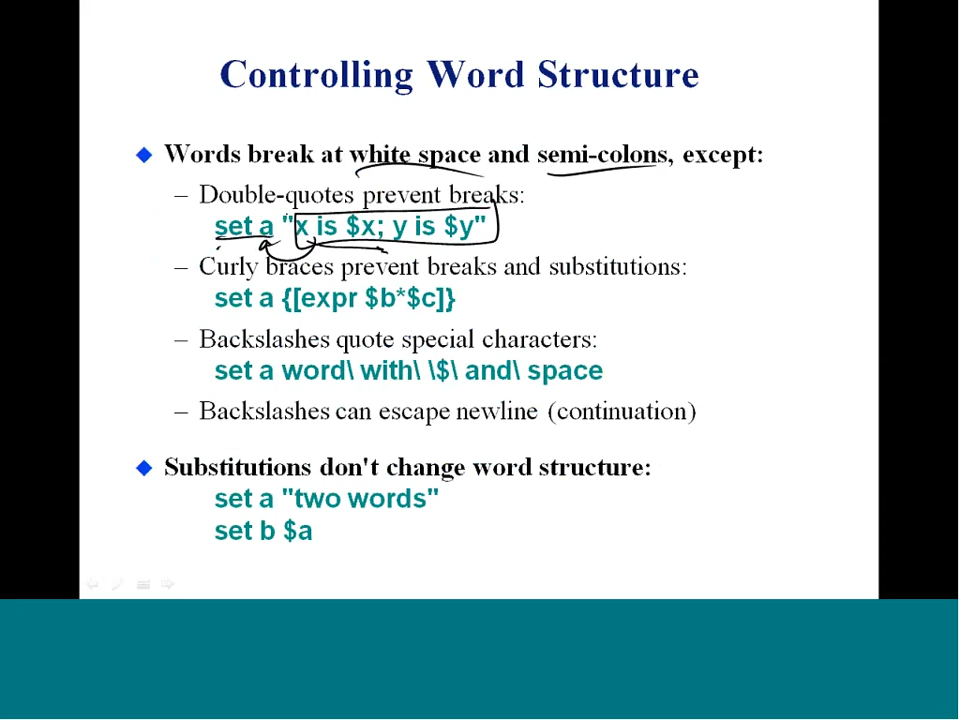 Controlling Word Structure
Words break at white space and semi-colons, except:
– Double-quotes prevent breaks:
set a "x is $x; y is $y"
– Curly braces prevent breaks and substitutions:
set a {[expr $b*$c]}
– Backslashes quote special characters:
set a word\ with\ \$\ and\ space
– Backslashes can escape newline (continuation)
Substitutions don't change word structure:
set a "two words"
set b $a